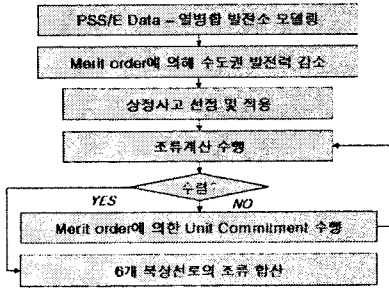 PSS/E Data –열병합 발전소 모델링
Merit order에 의해 수도권 발전력 감소
상정사고 선정 및 적용
조류계산 수행
수렴?
YES
NO
Merit order에 의한 Unit Commitment 수행
6개 북상선로의 조류 합산